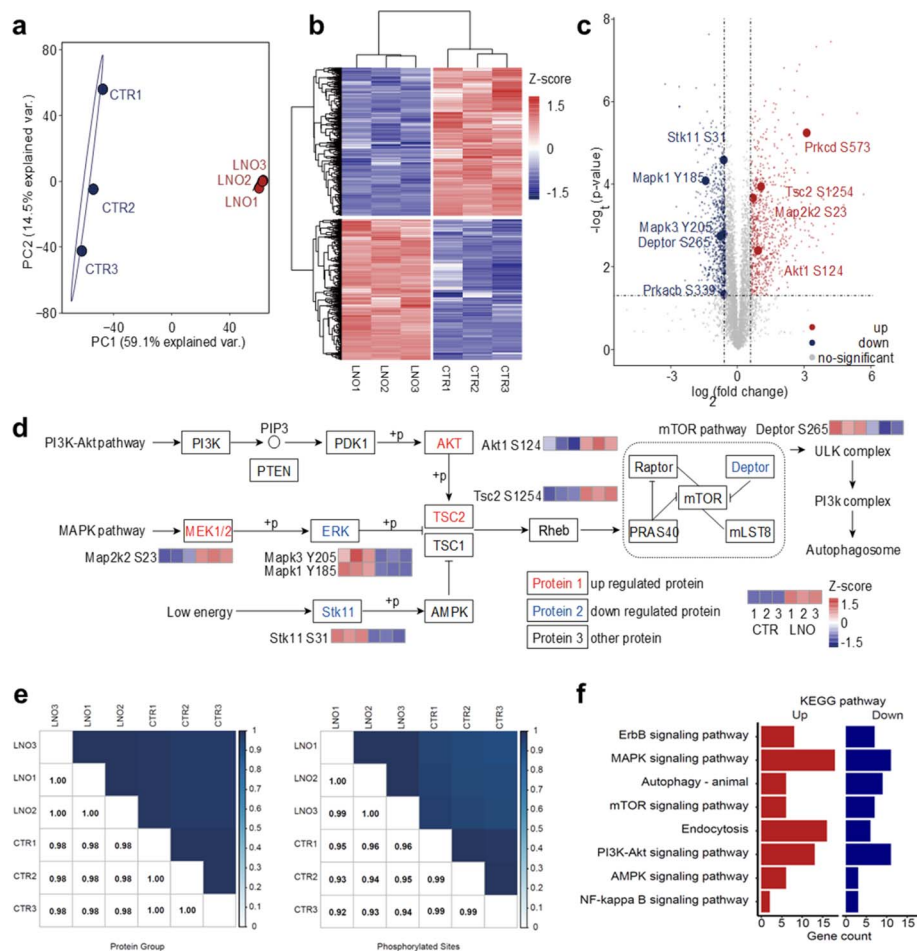 a
PC2 (14.5% explained var.)
80
40
0
−40
−80
CTR1
CTR2
CTR3
LNO3
LNO2
LNO1
−40
0
40
PC1 (59.1% explained var.)
b
Z-score
1.5
0
-1.5
LNO1
LNO2
LNO3
CTR1
CTR2
CTR3
c
-log (p-value)
8
6
4
2
0
Stk11 S31
Mapk1 Y185
Mapk3 Y205
Deptor S265
Prkacb S339
Prkcd S573
Tsc2 S1254
Map2k2 S23
Akt1 S124
up
down
no-significant
-3
0
3
6
log2(fold change)
d
PI3K-Akt pathway
PI3K
PIP3
PTEN
PDK1
+p
AKT
Akt1 S124
mTOR pathway
Deptor S265
+p
Raptor
Deptor
ULK complex
Tsc2 S1254
mTOR
MAPK pathway
MEK1/2
+p
ERK
+p
TSC2
TSC1
Rheb
PRAS40
mLST8
PI3k complex
Map2k2 S23
Mapk3 Y205
Mapk1 Y185
Autophagosome
Low energy
Stk11
+p
AMPK
Stk11 S31
Protein 1
up regulated protein
Protein 2
down regulated protein
Protein 3
other protein
1 2 3 1 2 3
CTR LNO
Z-score
1.5
0
-1.5
e
LNO3 LNO1 LNO2 CTR1 CTR2 CTR3
LNO3
LNO1 1.00
LNO2 1.00 1.00
CTR1 0.98 0.98 0.98
CTR2 0.98 0.98 0.98 1.00
CTR3 0.98 0.98 0.98 1.00 1.00
1
0.9
0.8
0.7
0.6
0.5
0.4
0.3
0.2
0.1
0
Protein Group
LNO1 LNO2 LNO3 CTR1 CTR2 CTR3
LNO1
LNO2 1.00
LNO3 0.99 1.00
CTR1 0.95 0.96 0.96
CTR2 0.93 0.94 0.95 0.99
CTR3 0.92 0.93 0.94 0.99 0.99
1
0.9
0.8
0.7
0.6
0.5
0.4
0.3
0.2
0.1
0
Phosphorylated Sites
f
KEGG pathway
Up Down
ErbB signaling pathway
MAPK signaling pathway
Autophagy - animal
mTOR signaling pathway
Endocytosis
PI3K-Akt signaling pathway
AMPK signaling pathway
NF-kappa B signaling pathway
0 5 10 15 0 5 10 15
Gene count